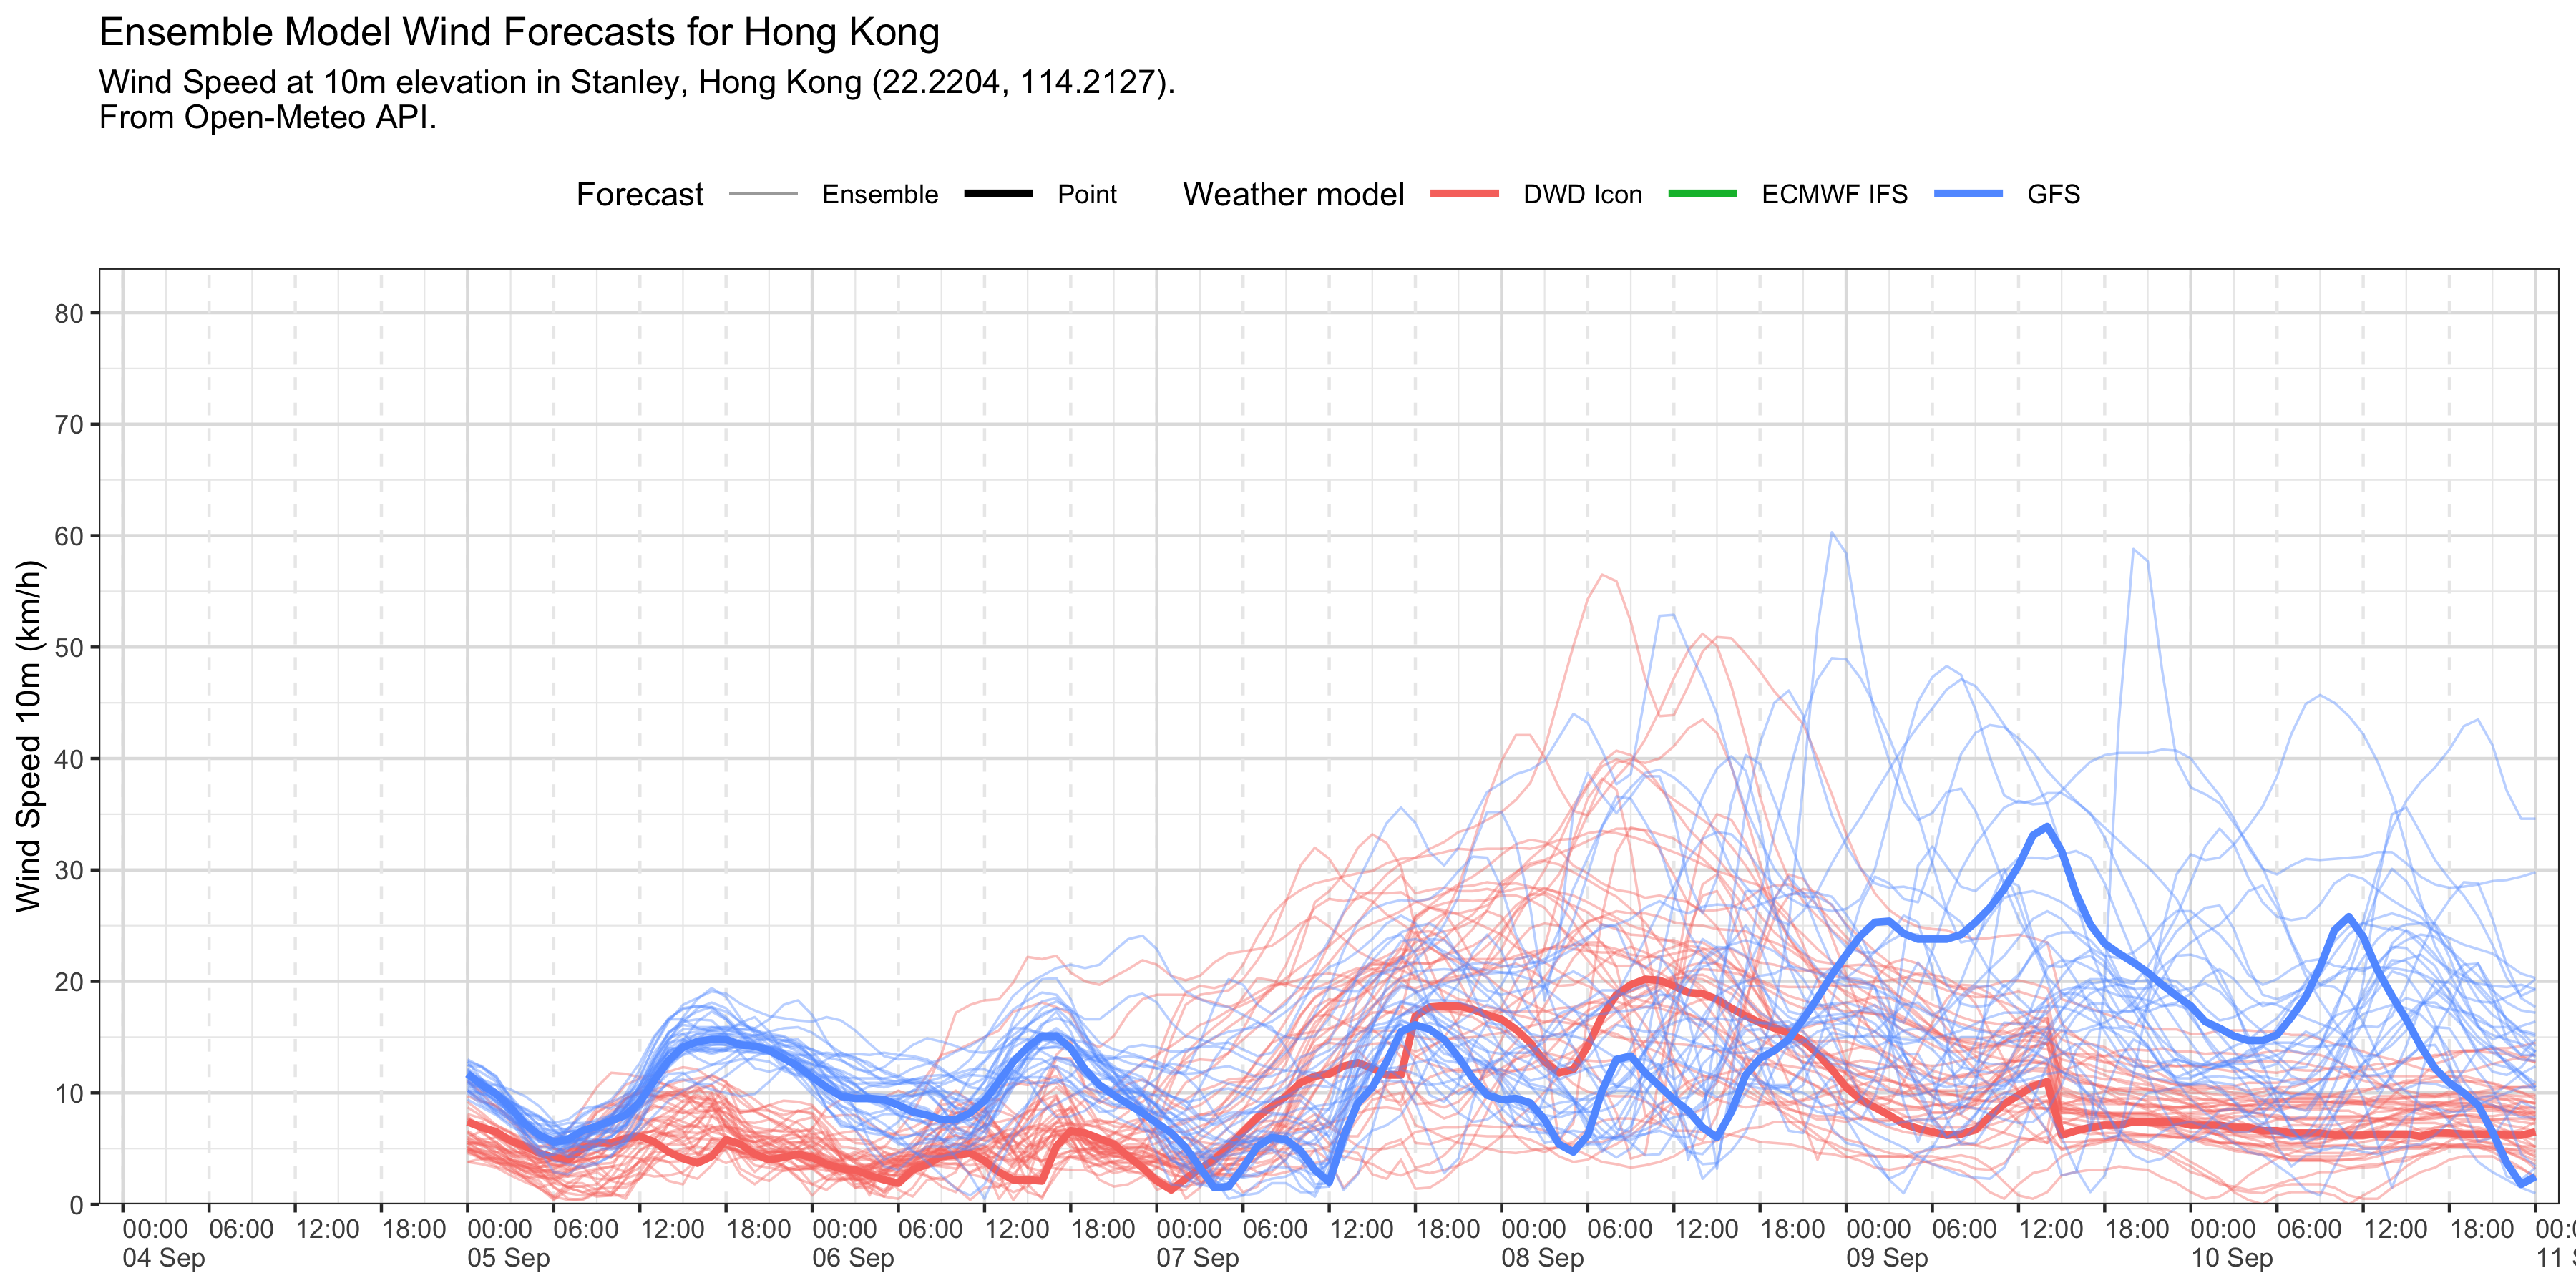 Ensemble Model Wind Forecasts for Hong Kong
Wind Speed at 10m elevation in Stanley, Hong Kong (22.2204, 114.2127).
From Open-Meteo API.
Forecast Ensemble Point Weather model DWD Icon ECMWF IFS GFS
Wind Speed 10m (km/h)
80
70
60
50
40
30
20
10
0
00:00 06:00 12:00 18:00 00:00 06:00 12:00 18:00 00:00 06:00 12:00 18:00 00:00 06:00 12:00 18:00 00:00 06:00 12:00 18:00 00:00 06:00 12:00 18:00 00:00 06:00 12:00 18:00
04 Sep 05 Sep 06 Sep 07 Sep 08 Sep 09 Sep 10 Sep 11